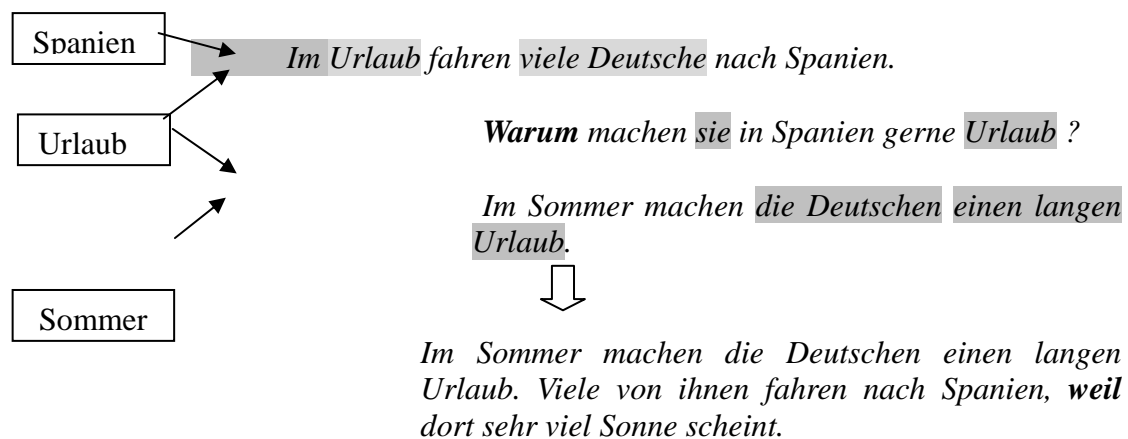 Spanien
Im Urlaub fahren viele Deutsche nach Spanien.
Urlaub
Warum machen sie in Spanien gerne Urlaub ?
Im Sommer machen die Deutschen einen langen
Urlaub.
Sommer
Im Sommer machen die Deutschen einen langen
Urlaub. Viele von ihnen fahren nach Spanien, weil
dort sehr viel Sonne scheint.